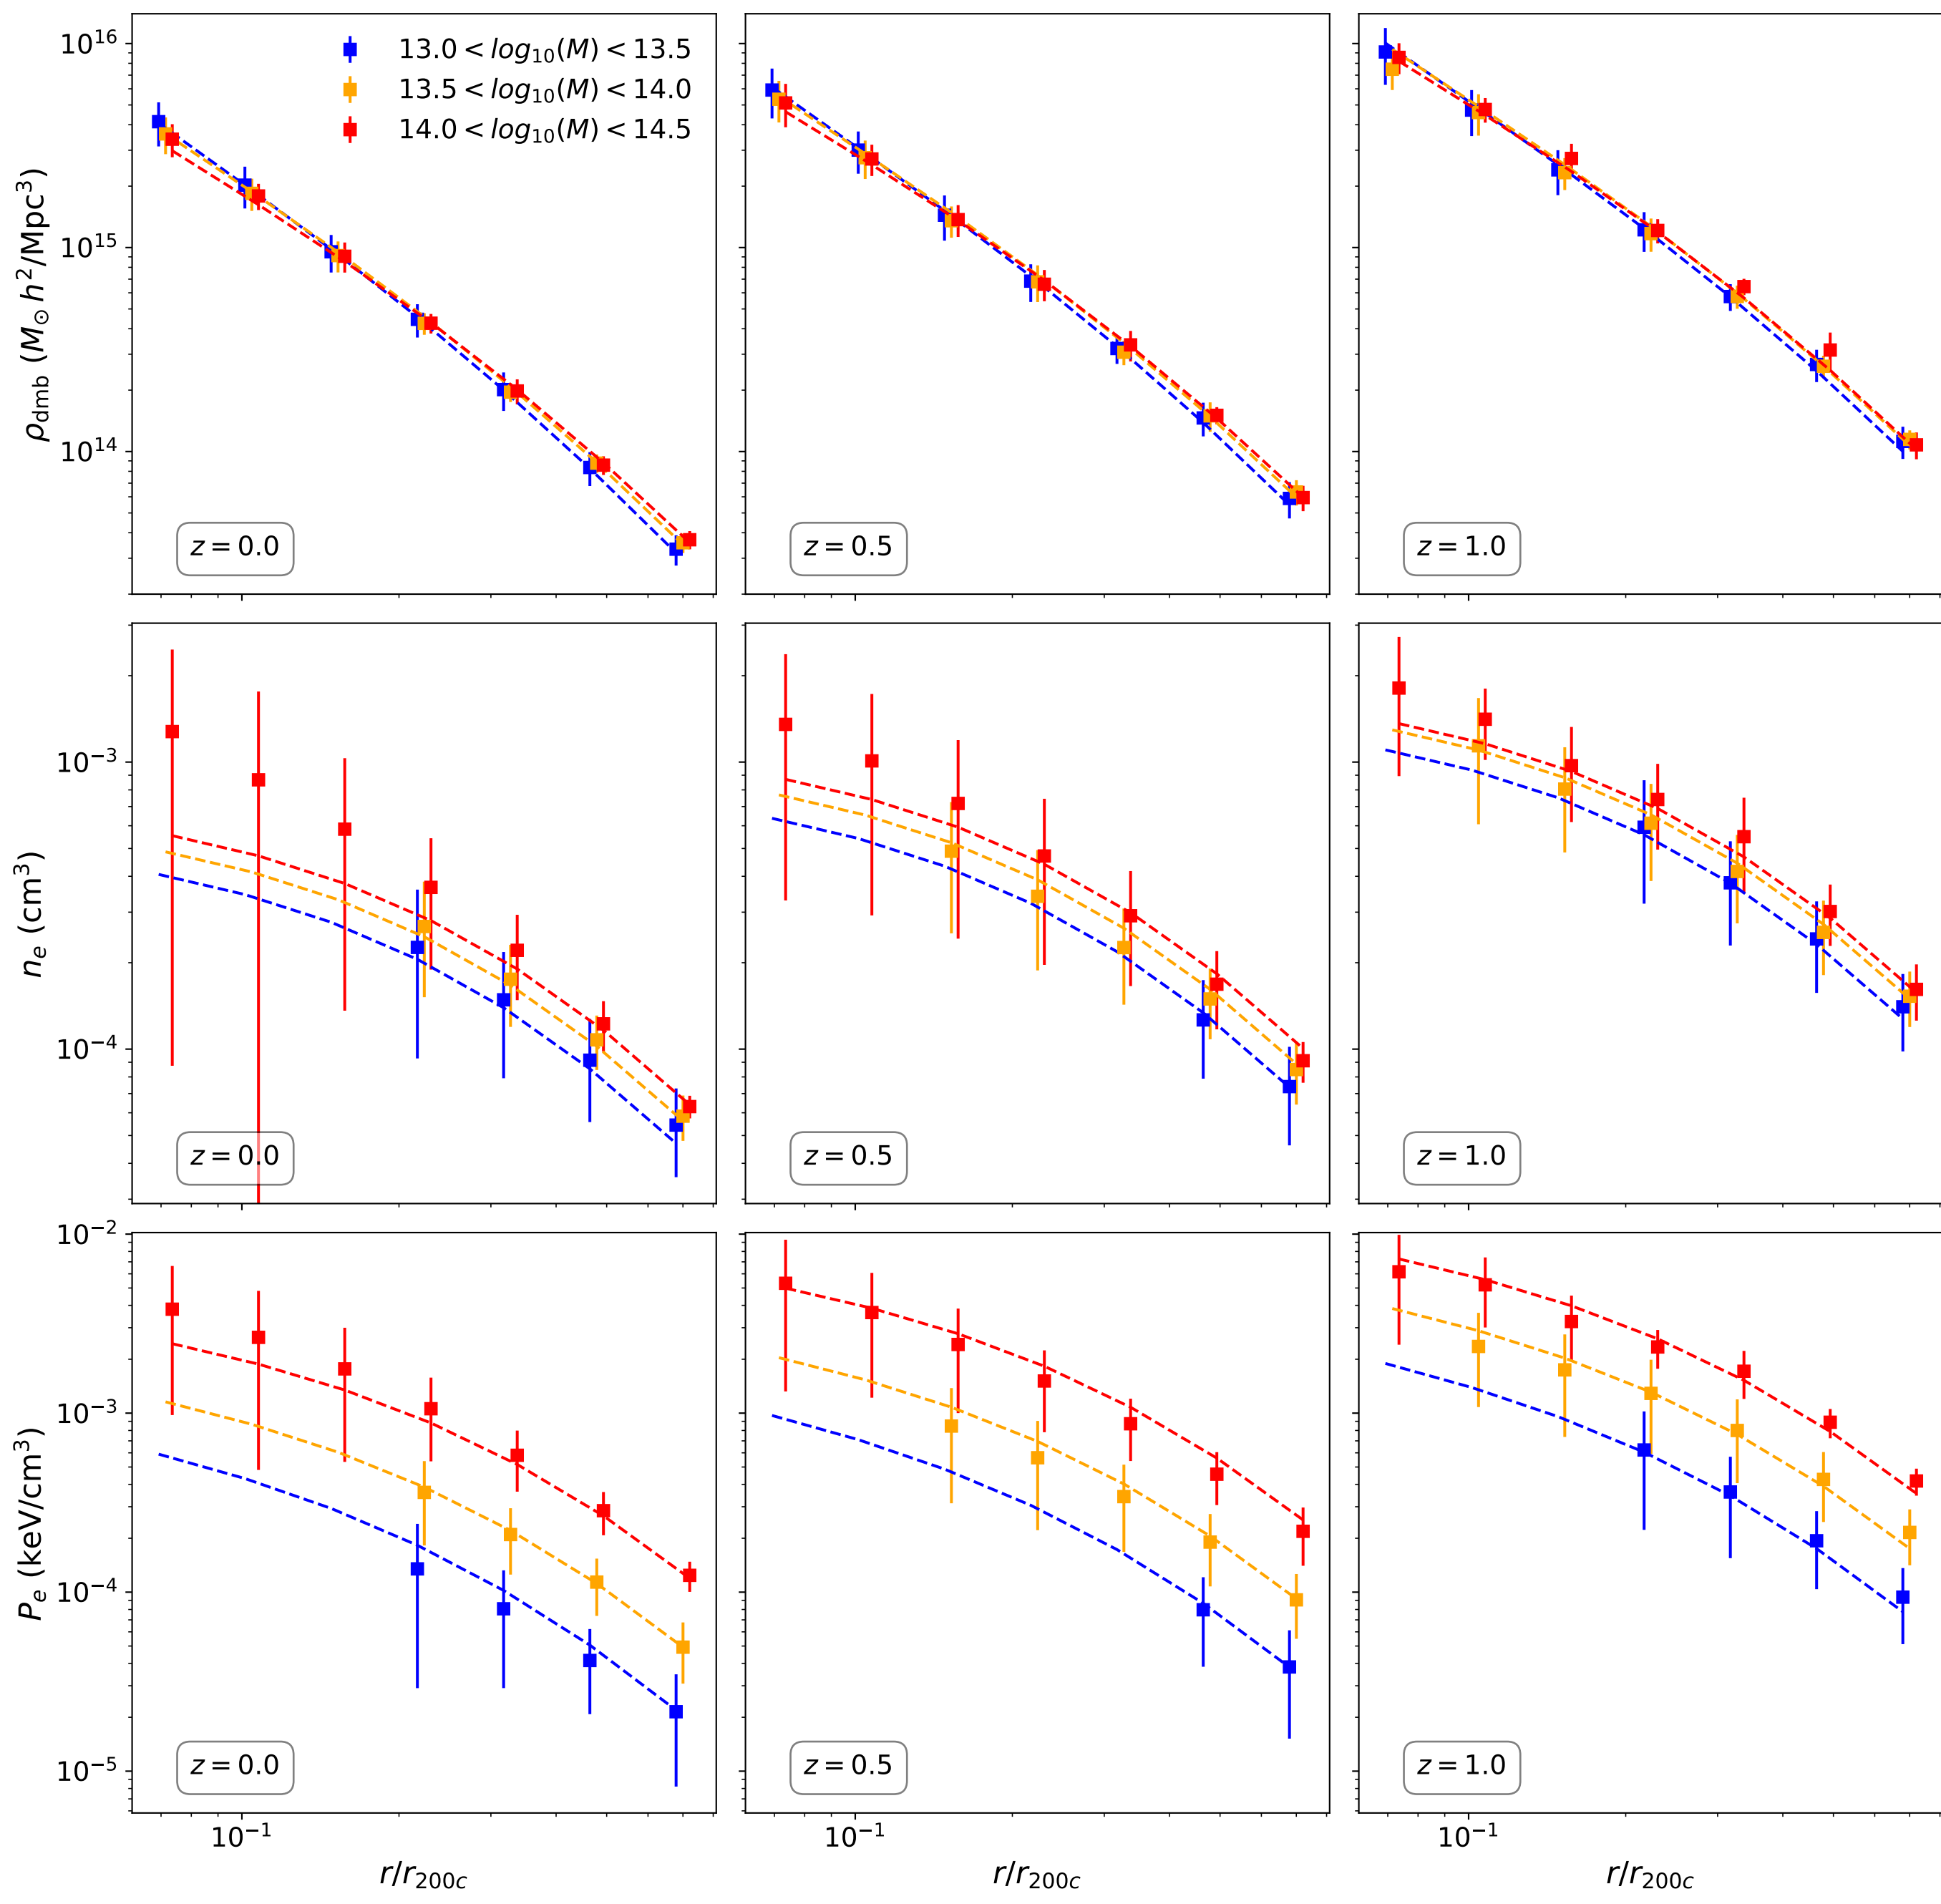 10^16
10^15
10^14
ρ_dmb (M_⊙ h^2/Mpc^3)
13.0 < log_10(M) < 13.5
13.5 < log_10(M) < 14.0
14.0 < log_10(M) < 14.5
z = 0.0
z = 0.5
z = 1.0
10^−3
10^−4
n_e (cm^3)
z = 0.0
z = 0.5
z = 1.0
10^−2
10^−3
10^−4
10^−5
P_e (keV/cm^3)
z = 0.0
z = 0.5
z = 1.0
10^−1
10^−1
10^−1
r/r_200c
r/r_200c
r/r_200c